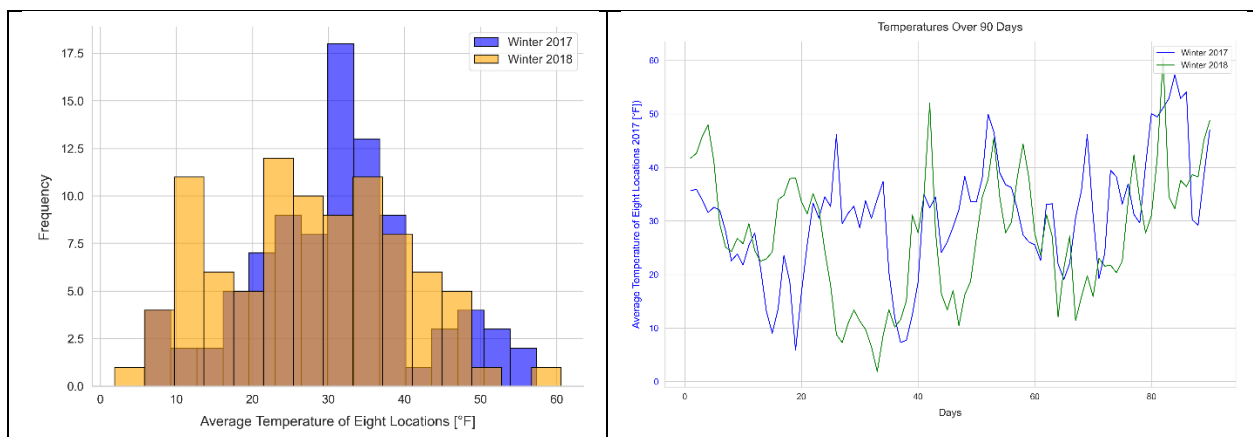 17.5
15.0
12.5
10.0
7.5
5.0
2.5
0.0
Frequency
Winter 2017
Winter 2018
0 10 20 30 40 50 60
Average Temperature of Eight Locations [°F]
Temperatures Over 90 Days
Winter 2017
Winter 2018
60
50
40
30
20
10
0
Average Temperature of Eight Locations 2017 [°F])
0 20 40 60 80
Days